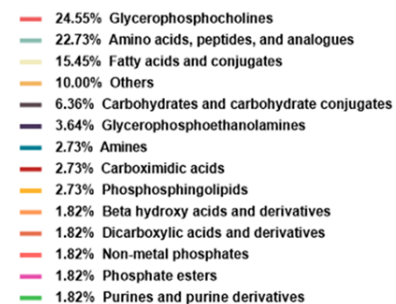 24.55% Glycerophosphocholines
22.73% Amino acids, peptides, and analogues
15.45% Fatty acids and conjugates
10.00% Others
6.36% Carbohydrates and carbohydrate conjugates
3.64% Glycerophosphoethanolamines
2.73% Amines
2.73% Carboximidic acids
2.73% Phosphosphingolipids
1.82% Beta hydroxy acids and derivatives
1.82% Dicarboxylic acids and derivatives
1.82% Non-metal phosphates
1.82% Phosphate esters
1.82% Purines and purine derivatives